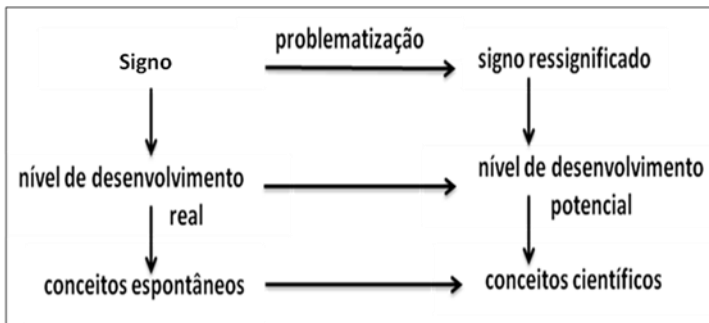 problematização
Signo
signo ressignificado
nível de desenvolvimento
real
nível de desenvolvimento
potencial
conceitos espontâneos
conceitos científicos